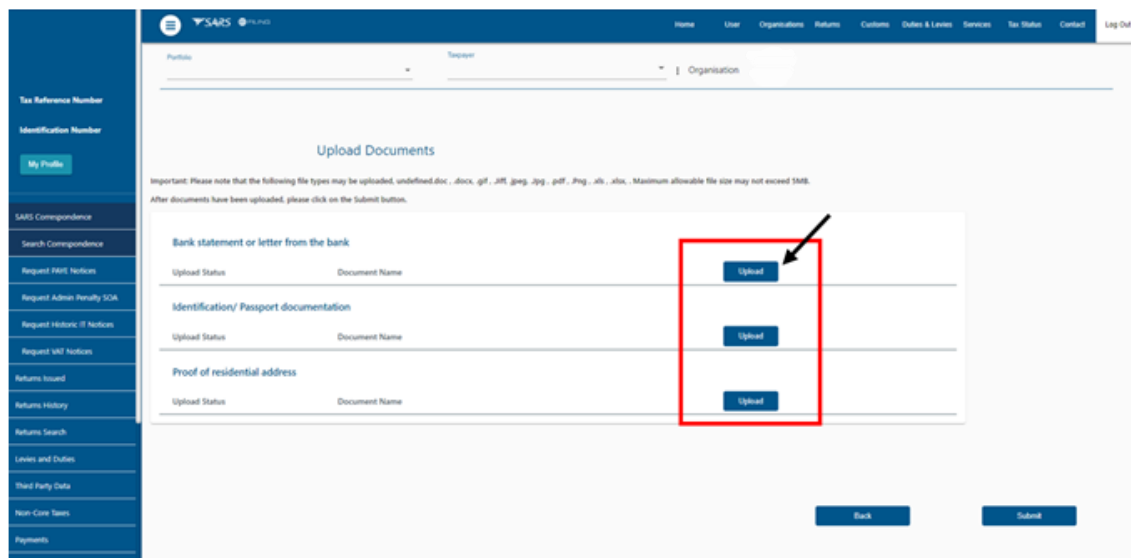 SARS eFILING
Home User Organisations Returns Customs Duties & Levies Services Tax Status Contact Log Out
Portfolio
Taxpayer
Organisation
Tax Reference Number
Identification Number
My Profile
SARS Correspondence
Search Correspondence
Request PAYE Notices
Request Admin Penalty SOA
Request Historic IT Notices
Request VAT Notices
Returns Issued
Returns History
Returns Search
Levies and Duties
Third Party Data
Non-Core Taxes
Payments
Upload Documents
Important: Please note that the following file types may be uploaded, undefined.doc , .docx, .gif , .tiff, .jpeg, .Jpg , .pdf , .Png , .xls , .xlsx, . Maximum allowable file size may not exceed 5MB.
After documents have been uploaded, please click on the Submit button.
Bank statement or letter from the bank
Upload Status Document Name Upload
Identification/ Passport documentation
Upload Status Document Name Upload
Proof of residential address
Upload Status Document Name Upload
Back Submit